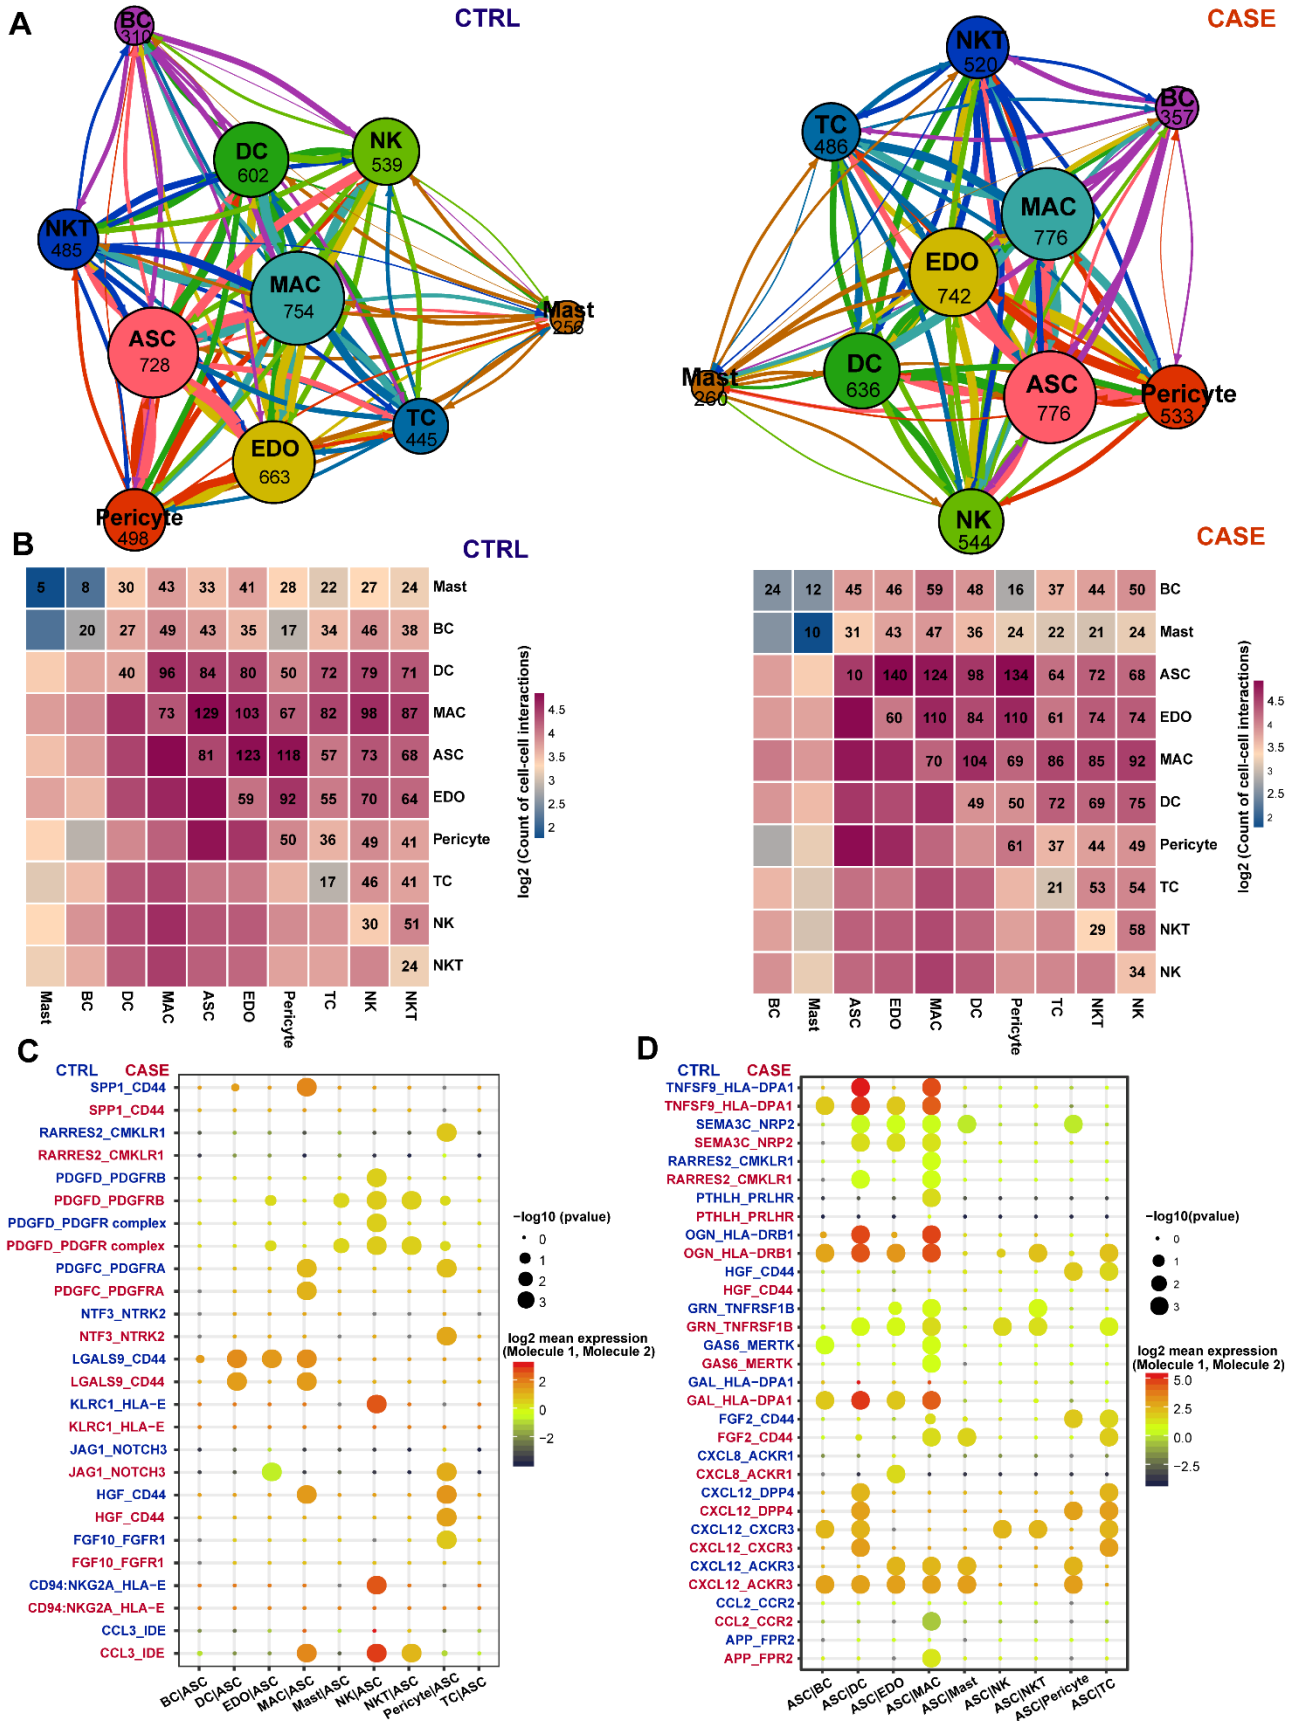 A
CTRL
CASE
BC
310
DC
602
NK
539
NKT
485
MAC
754
Mast
256
ASC
728
TC
445
EDO
663
Pericyte
498
NKT
520
BC
357
TC
486
MAC
776
EDO
742
DC
636
Mast
260
ASC
776
Pericyte
533
NK
544
B
CTRL
5 8 30 43 33 41 28 22 27 24 Mast
20 27 49 43 35 17 34 46 38 BC
40 96 84 80 50 72 79 71 DC
73 129 103 67 82 98 87 MAC
81 123 118 57 73 68 ASC
59 92 55 70 64 EDO
50 36 49 41 Pericyte
17 46 41 TC
30 51 NK
24 NKT
Mast BC DC MAC ASC EDO Pericyte TC NK NKT
4.5
4
3.5
3
2.5
2
log2 (Count of cell-cell interactions)
CASE
24 12 45 46 59 48 16 37 44 50 BC
10 31 43 47 36 24 22 21 24 Mast
10 140 124 98 134 64 72 68 ASC
60 110 84 110 61 74 74 EDO
70 104 69 86 85 92 MAC
49 50 72 69 75 DC
61 37 44 49 Pericyte
21 53 54 TC
29 58 NKT
34 NK
BC Mast ASC EDO MAC DC Pericyte TC NKT NK
4.5
4
3.5
3
2.5
2
log2 (Count of cell-cell interactions)
C
CTRL CASE
SPP1_CD44
SPP1_CD44
RARRES2_CMKLR1
RARRES2_CMKLR1
PDGFD_PDGFRB
PDGFD_PDGFRB
PDGFD_PDGFR complex
PDGFD_PDGFR complex
PDGFC_PDGFRA
PDGFC_PDGFRA
NTF3_NTRK2
NTF3_NTRK2
LGALS9_CD44
LGALS9_CD44
KLRC1_HLA−E
KLRC1_HLA−E
JAG1_NOTCH3
JAG1_NOTCH3
HGF_CD44
HGF_CD44
FGF10_FGFR1
FGF10_FGFR1
CD94:NKG2A_HLA−E
CD94:NKG2A_HLA−E
CCL3_IDE
CCL3_IDE
BC|ASC DC|ASC EDO|ASC MAC|ASC Mast|ASC NK|ASC NKT|ASC Pericyte|ASC TC|ASC
−log10 (pvalue)
0
1
2
3
log2 mean expression
(Molecule 1, Molecule 2)
2
0
−2
D
CTRL CASE
TNFSF9_HLA−DPA1
TNFSF9_HLA−DPA1
SEMA3C_NRP2
SEMA3C_NRP2
RARRES2_CMKLR1
RARRES2_CMKLR1
PTHLH_PRLHR
PTHLH_PRLHR
OGN_HLA−DRB1
OGN_HLA−DRB1
HGF_CD44
HGF_CD44
GRN_TNFRSF1B
GRN_TNFRSF1B
GAS6_MERTK
GAS6_MERTK
GAL_HLA−DPA1
GAL_HLA−DPA1
FGF2_CD44
FGF2_CD44
CXCL8_ACKR1
CXCL8_ACKR1
CXCL12_DPP4
CXCL12_DPP4
CXCL12_CXCR3
CXCL12_CXCR3
CXCL12_ACKR3
CXCL12_ACKR3
CCL2_CCR2
CCL2_CCR2
APP_FPR2
APP_FPR2
ASC|BC ASC|DC ASC|EDO ASC|MAC ASC|Mast ASC|NK ASC|NKT ASC|Pericyte ASC|TC
−log10(pvalue)
0
1
2
3
log2 mean expression
(Molecule 1, Molecule 2)
5.0
2.5
0.0
−2.5